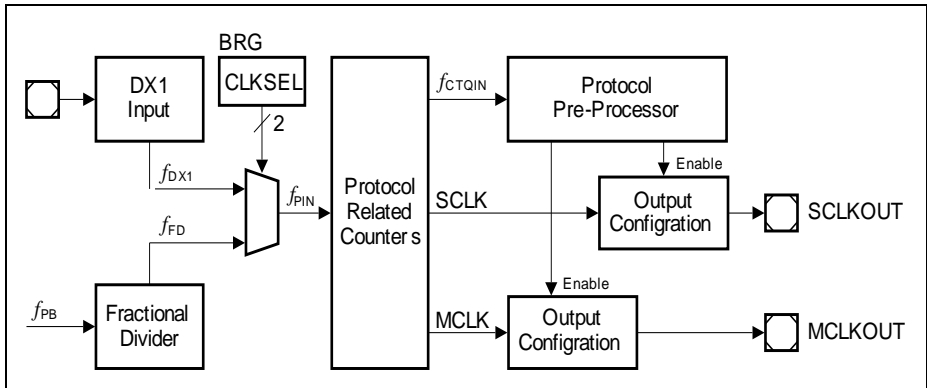 BRG
CLKSEL
2
DX1
Input
fDX1
fFD
fPB
Fractional
Divider
fPIN
Protocol
Related
Counter s
fCTQIN
SCLK
MCLK
Protocol
Pre-Processor
Enable
Output
Configration
SCLKOUT
Enable
Output
Configration
MCLKOUT